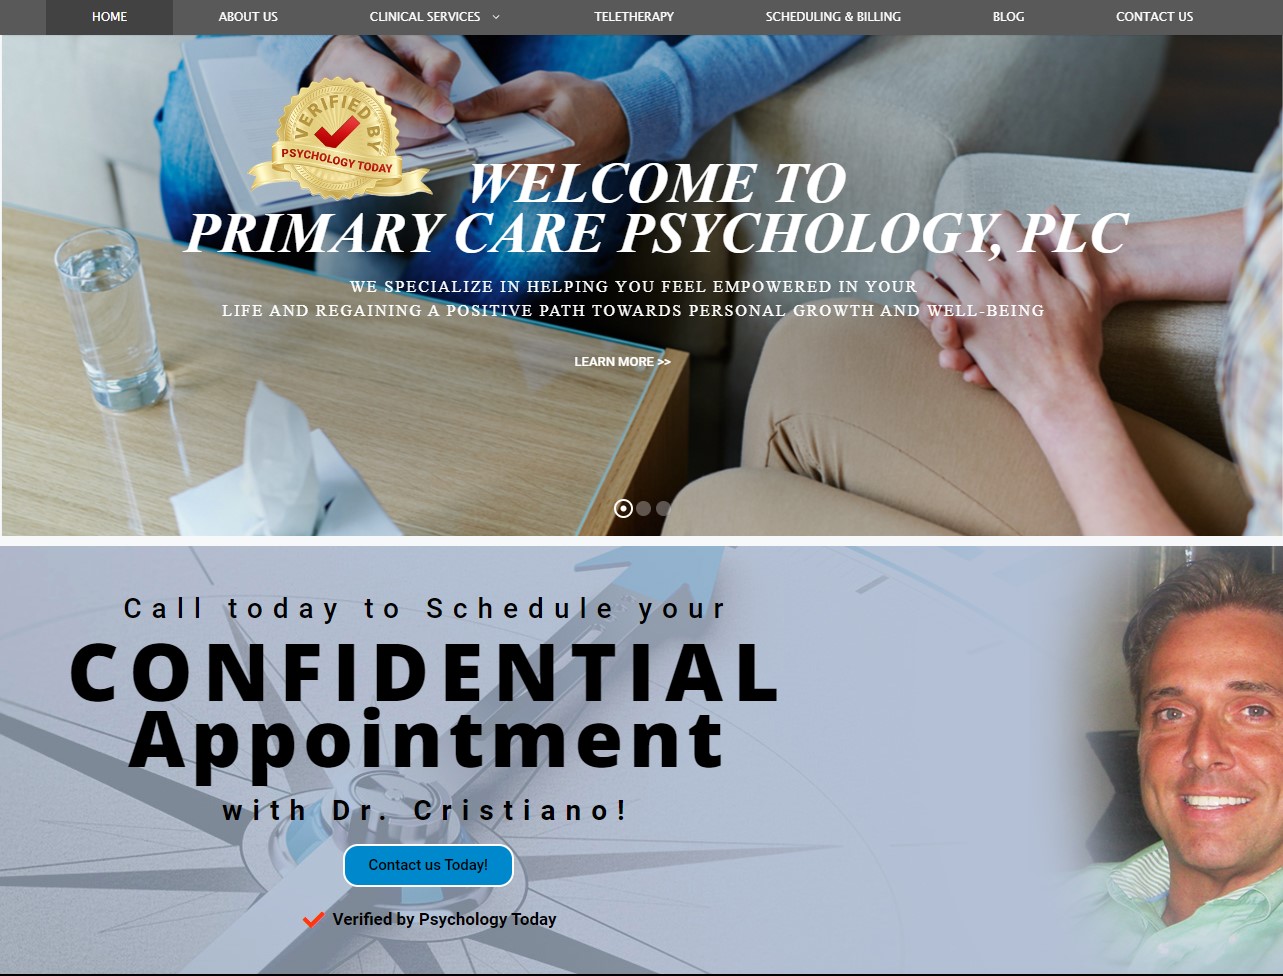 HOME
ABOUT US
CLINICAL SERVICES
TELETHERAPY
SCHEDULING & BILLING
BLOG
CONTACT US
VERIFIED BY
PSYCHOLOGY TODAY
WELCOME TO
PRIMARY CARE PSYCHOLOGY, PLC
WE SPECIALIZE IN HELPING YOU FEEL EMPOWERED IN YOUR
LIFE AND REGAINING A POSITIVE PATH TOWARDS PERSONAL GROWTH AND WELL-BEING
LEARN MORE >>
Call today to Schedule your
CONFIDENTIAL
Appointment
with Dr. Cristiano!
Contact us Today!
Verified by Psychology Today